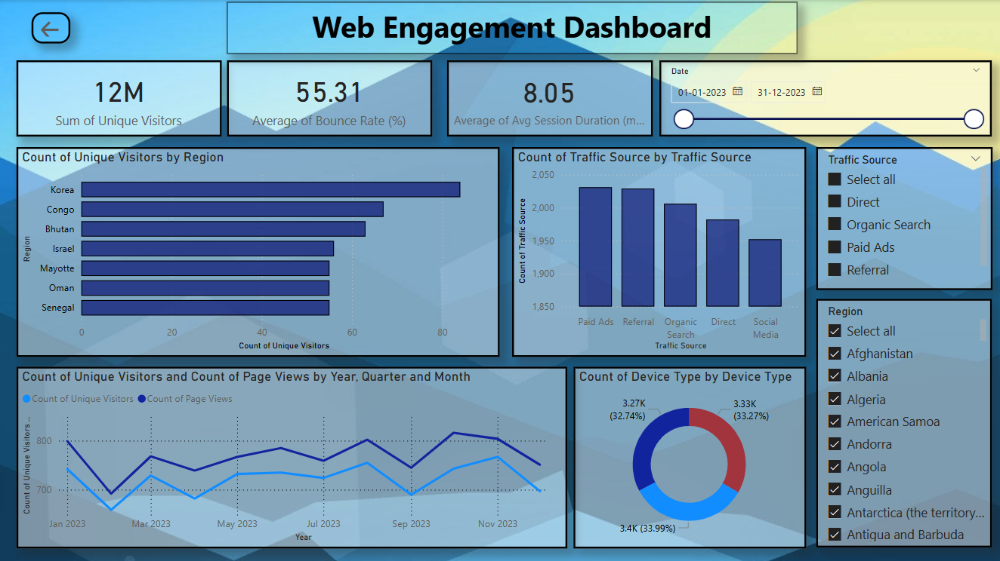 Web Engagement Dashboard
12M
Sum of Unique Visitors
55.31
Average of Bounce Rate (%)
8.05
Average of Avg Session Duration (m...
Date
01-01-2023
31-12-2023
Count of Unique Visitors by Region
Region
Korea
Congo
Bhutan
Israel
Mayotte
Oman
Senegal
0 20 40 60 80
Count of Unique Visitors
Count of Traffic Source by Traffic Source
Count of Traffic Source
2,050
2,000
1,950
1,900
1,850
Paid Ads Referral Organic Direct Social
Search Media
Traffic Source
Traffic Source
Select all
Direct
Organic Search
Paid Ads
Referral
Count of Unique Visitors and Count of Page Views by Year, Quarter and Month
Count of Unique Visitors Count of Page Views
Count of Unique Visitors ...
800
700
Jan 2023 Mar 2023 May 2023 Jul 2023 Sep 2023 Nov 2023
Year
Count of Device Type by Device Type
3.27K
(32.74%)
3.33K
(33.27%)
3.4K (33.99%)
Region
Select all
Afghanistan
Albania
Algeria
American Samoa
Andorra
Angola
Anguilla
Antarctica (the territory...
Antigua and Barbuda